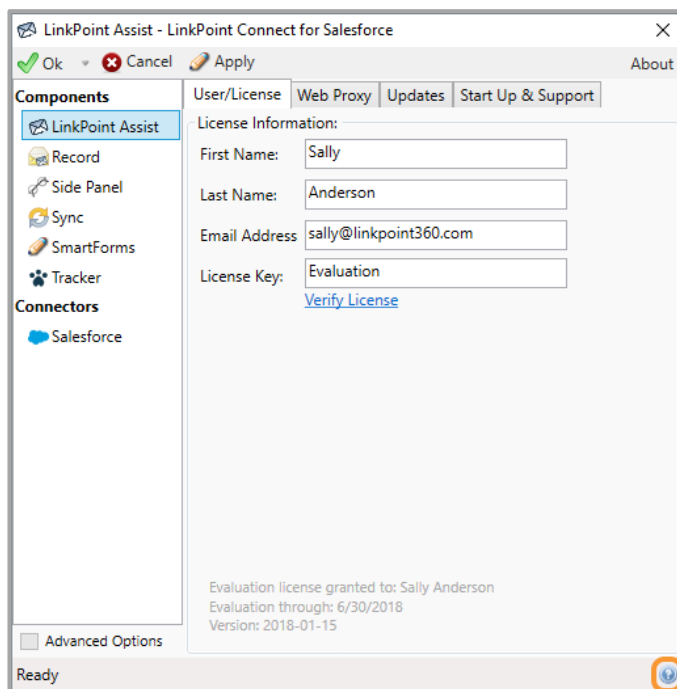 LinkPoint Assist - LinkPoint Connect for Salesforce
Ok Cancel Apply About
Components
LinkPoint Assist
Record
Side Panel
Sync
SmartForms
Tracker
Connectors
Salesforce
User/License Web Proxy Updates Start Up & Support
License Information:
First Name: Sally
Last Name: Anderson
Email Address sally@linkpoint360.com
License Key: Evaluation
Verify License
Evaluation license granted to: Sally Anderson
Evaluation through: 6/30/2018
Version: 2018-01-15
Advanced Options
Ready